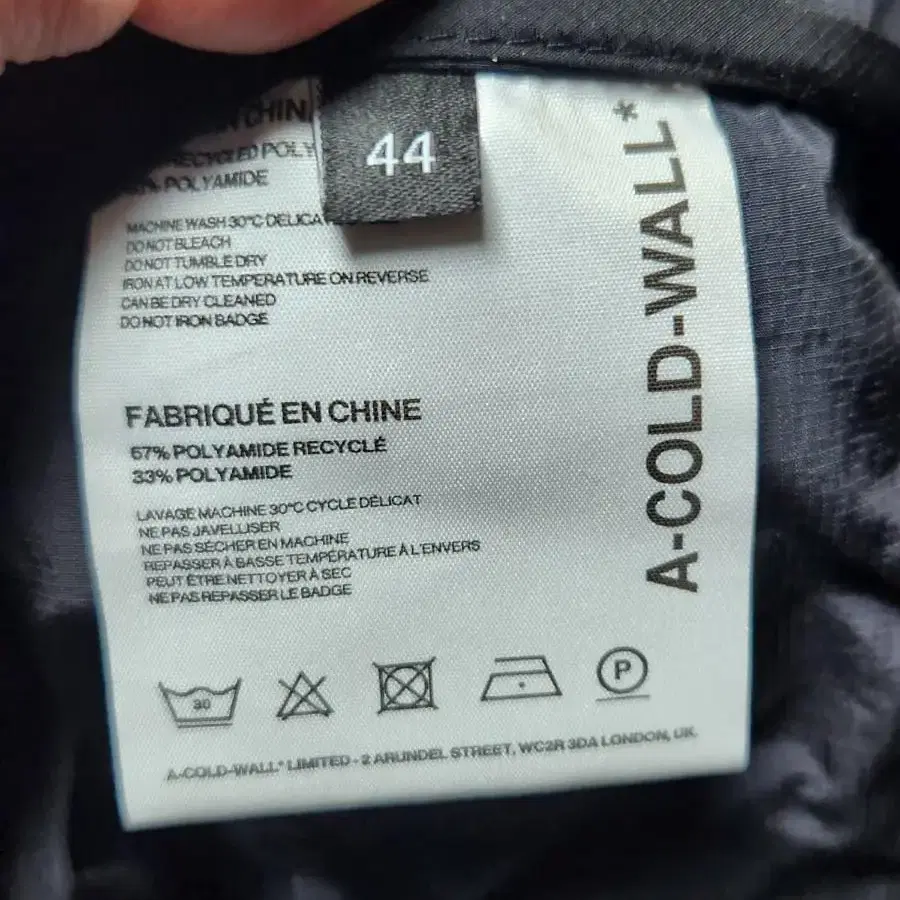 44
POLYAMIDE
MACHINE WASH 30°C
DO NOT BLEACH
DO NOT TUMBLE DRY
IRON AT LOW TEMPERATURE ON REVERSE
CAN BE DRY CLEANED
DO NOT IRON BADGE
FABRIQUÉ EN CHINE
67% POLYAMIDE RECYCLÉ
33% POLYAMIDE
LAVAGE MACHINE 30°C CYCLE DÉLICAT
NE PAS JAVELLISER
NE PAS SÉCHER EN MACHINE
REPASSER À BASSE TEMPÉRATURE À L'ENVERS
PEUT ÊTRE NETTOYER À SEC
NE PAS REPASSER LE BADGE
30
P
A-COLD-WALL* LIMITED - 2 ARUNDEL STREET, WC2R 3DA LONDON, UK.
A-COLD-WALL*